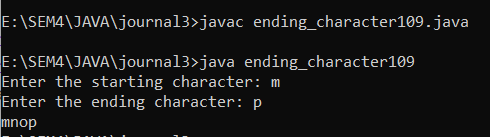 E:\SEM4\JAVA\journal3>javac ending_character109.java
E:\SEM4\JAVA\journal3>java ending_character109
Enter the starting character: m
Enter the ending character: p
mnop